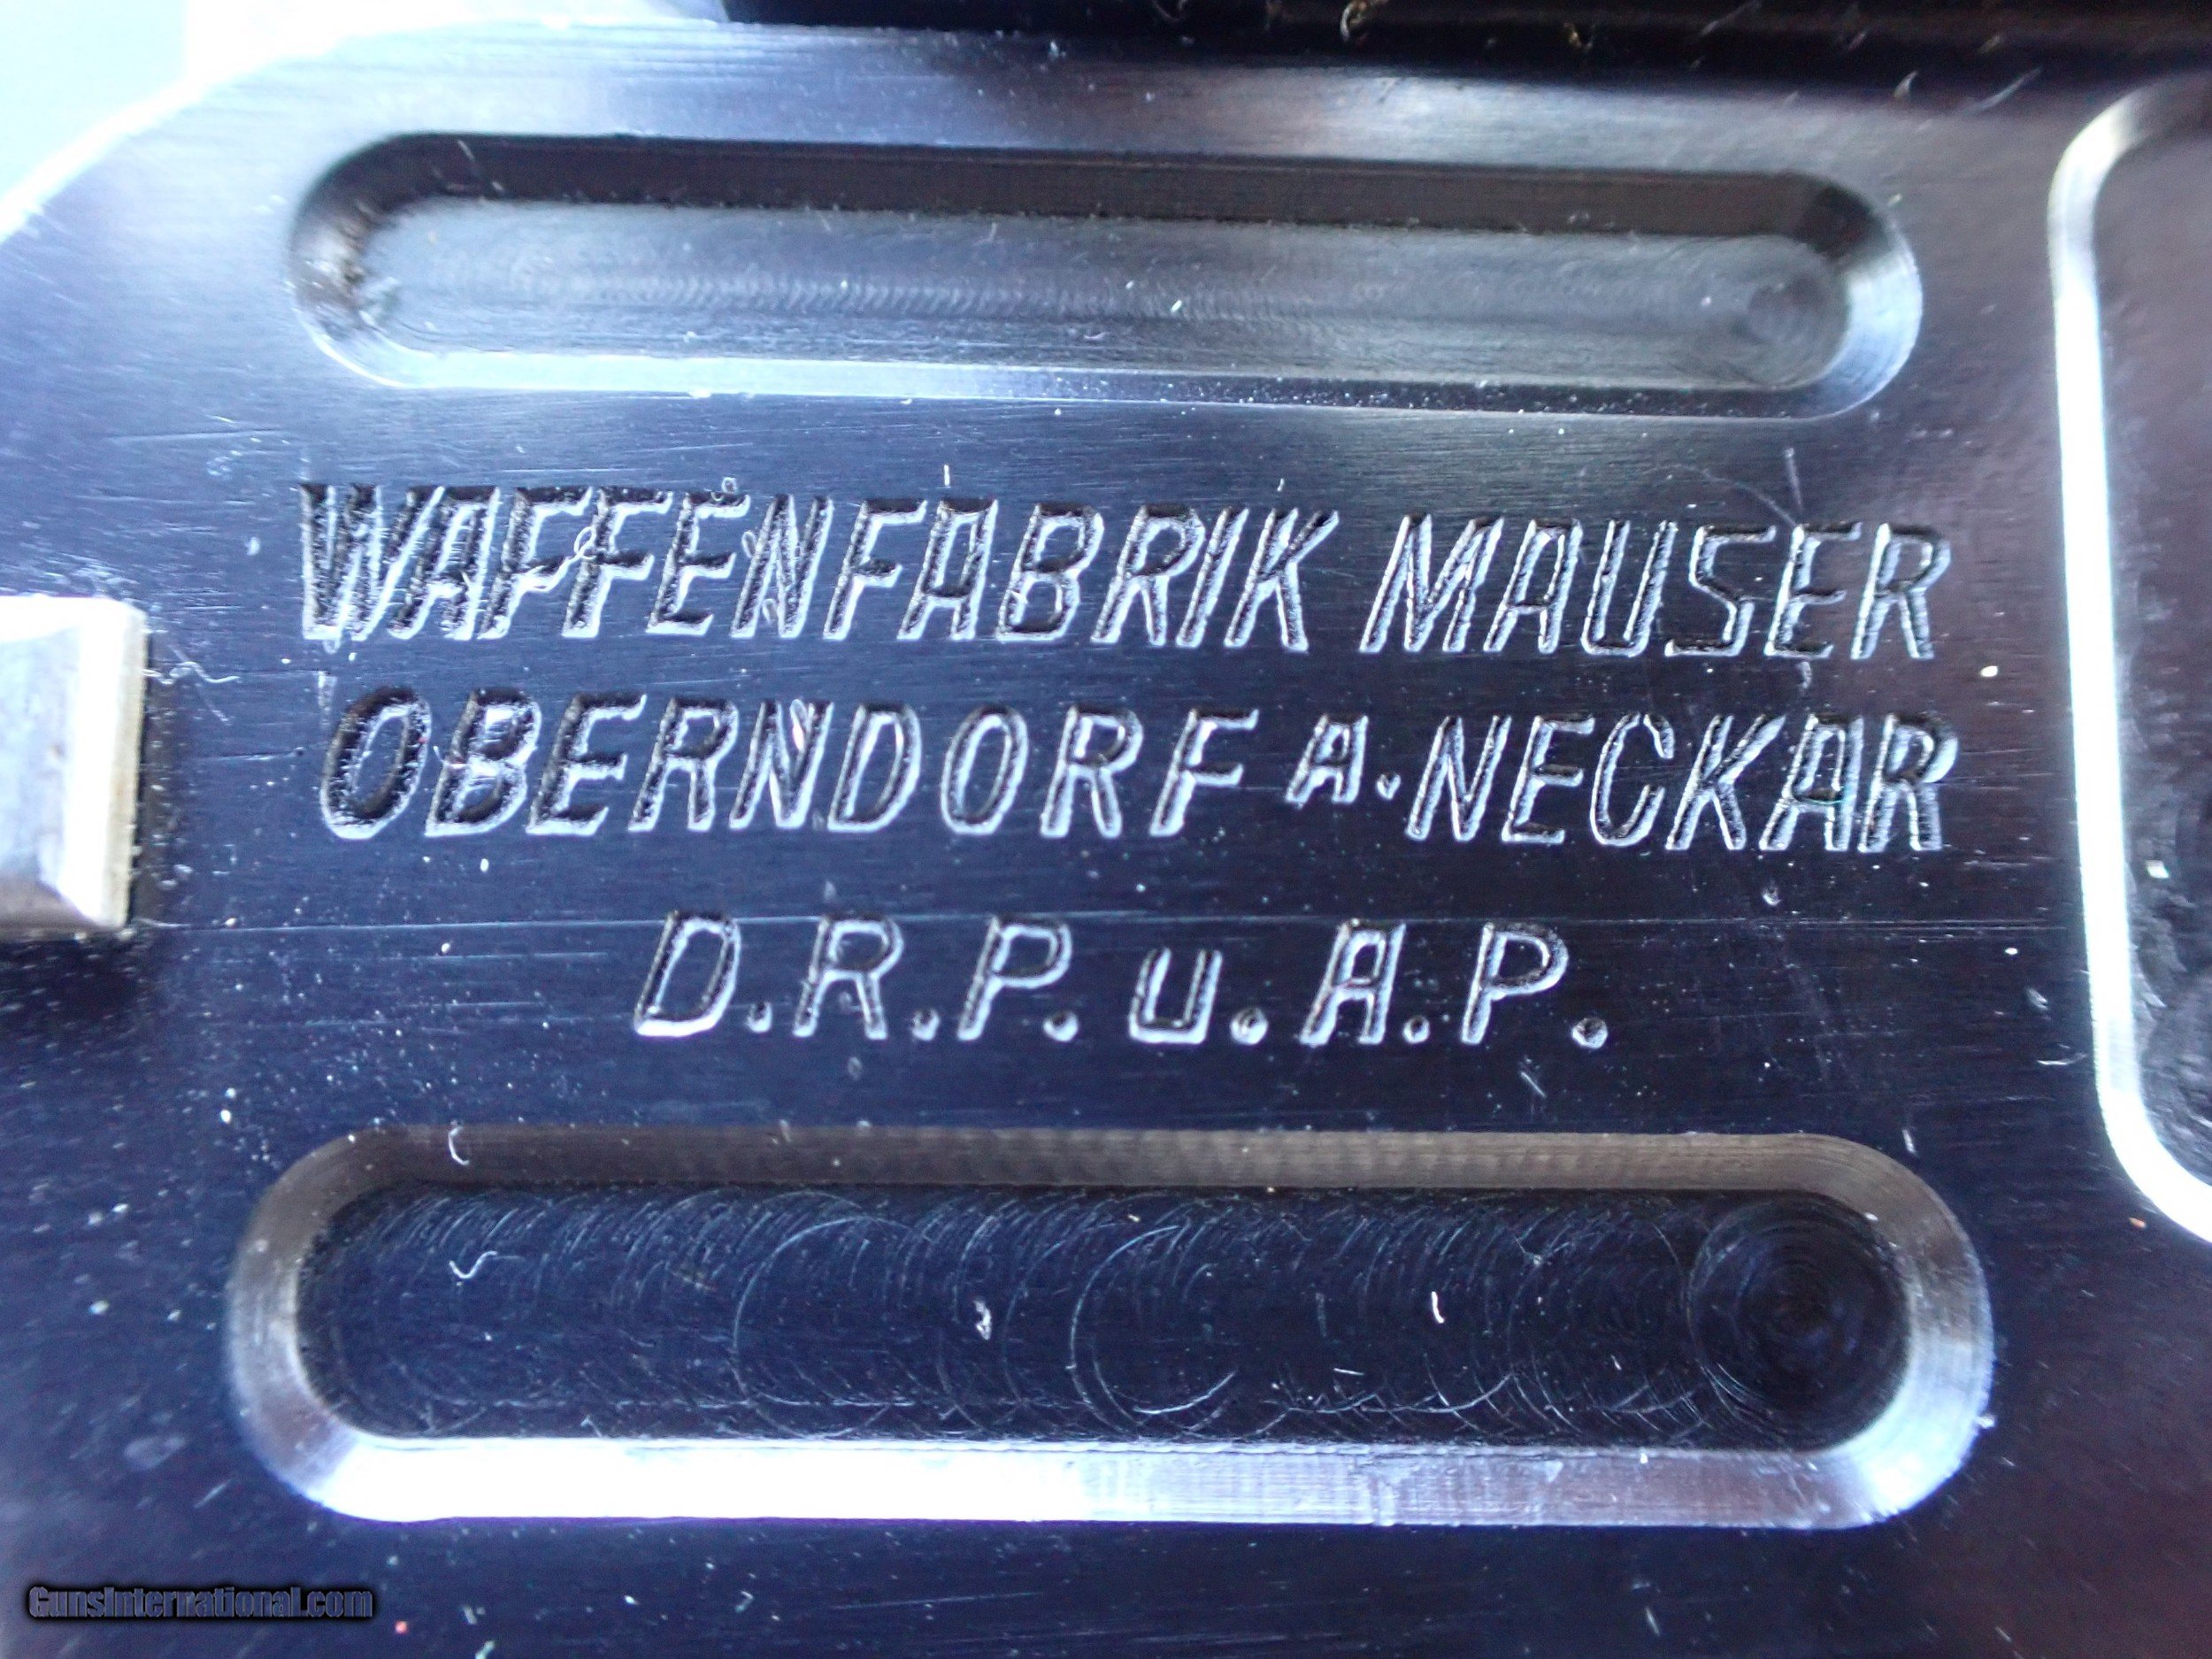 WAFFENFABRIK MAUSER
OBERNDORF A. NECKAR
D.R.P. u. A.P.
GunsInternational.com